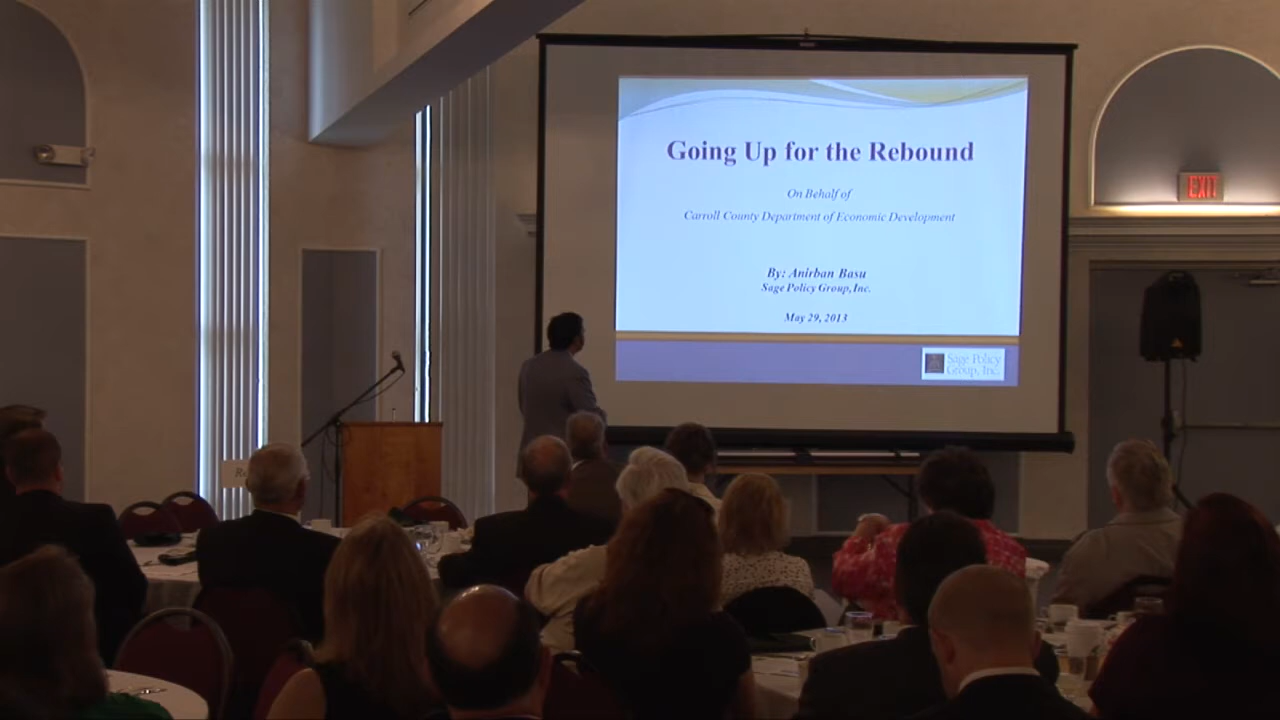 Going Up for the Rebound
On Behalf of
Carroll County Department of Economic Development
By: Anirban Basu
Sage Policy Group, Inc.
May 29, 2013
Sage Policy
Group, Inc.
EXIT